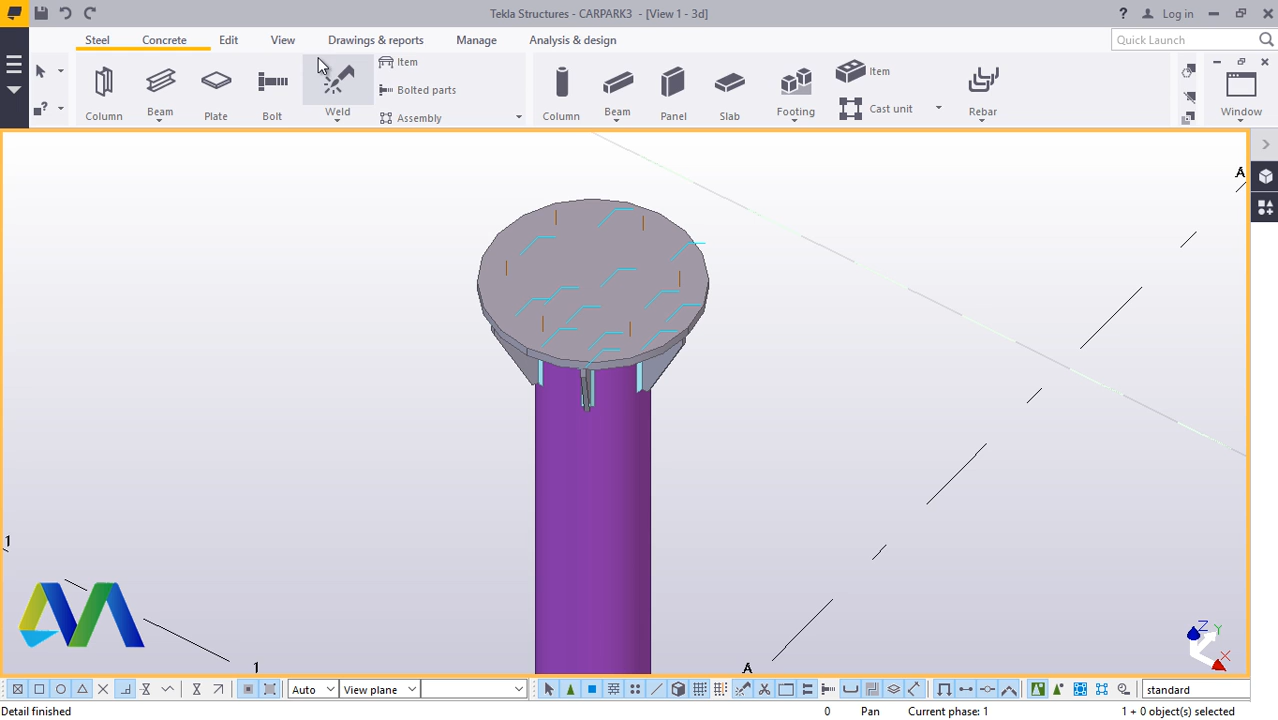 Tekla Structures - CARPARK3 - [View 1 - 3d]
Log in
Steel
Concrete
Edit
View
Drawings & reports
Manage
Analysis & design
Quick Launch
Column
Beam
Plate
Bolt
Weld
Item
Bolted parts
Assembly
Column
Beam
Panel
Slab
Footing
Item
Cast unit
Rebar
Window
A
1
1
A
Z
Y
X
Auto
View plane
standard
Detail finished
0
Pan
Current phase: 1
1 + 0 object(s) selected